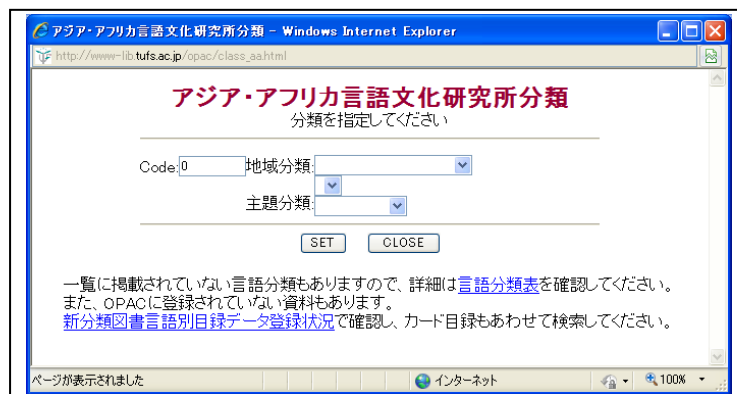 アジア・アフリカ言語文化研究所分類 - Windows Internet Explorer
http://www-lib.tufs.ac.jp/opac/class_aa.html
アジア・アフリカ言語文化研究所分類
分類を指定してください
Code:0 地域分類:
主題分類:
SET CLOSE
一覧に掲載されていない言語分類もありますので、詳細は言語分類表を確認してください。
また、OPACに登録されていない資料もあります。
新分類図書言語別目録データ登録状況で確認し、カード目録もあわせて検索してください。
ページが表示されました インターネット 100%